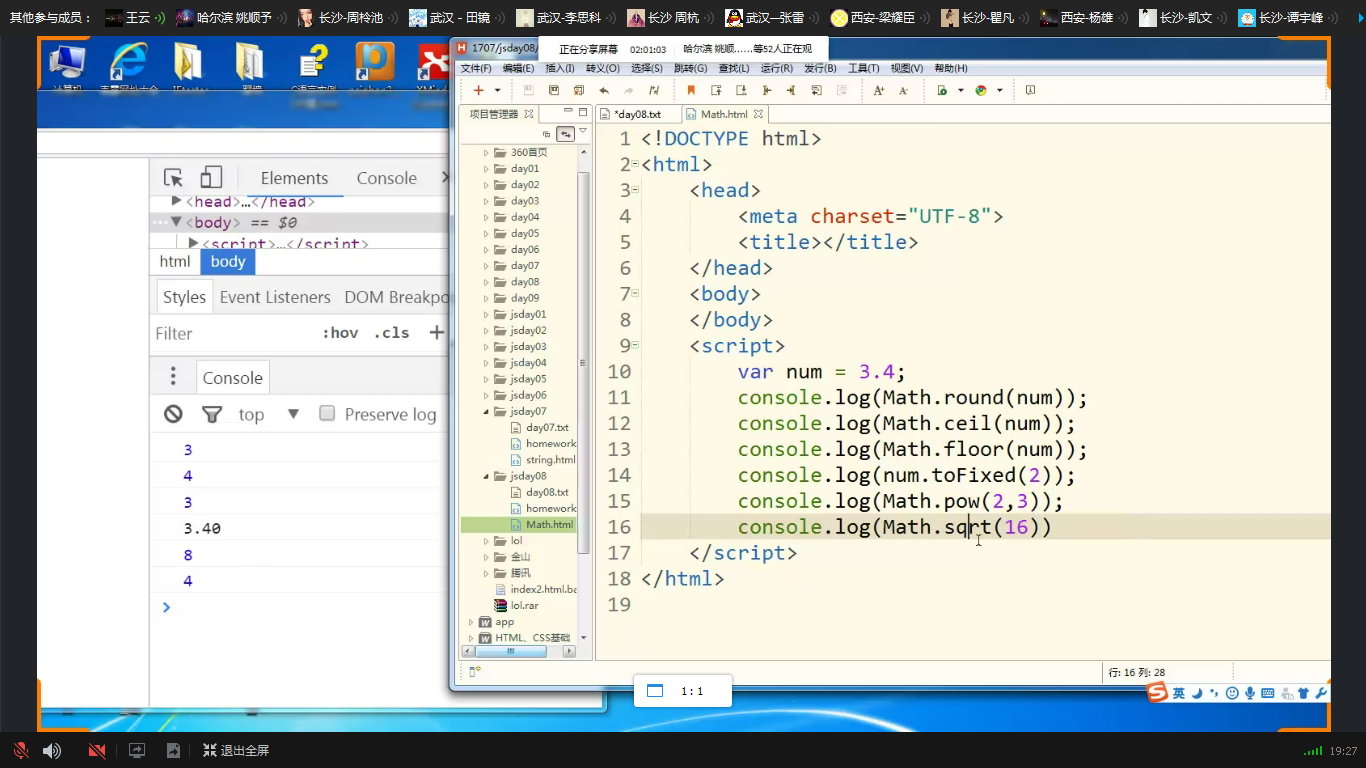 其他参与成员：
王云
哈尔滨 姚顺予
长沙-周柃池
武汉 - 田镜
武汉-李思科
长沙 周杭
武汉—张雷
西安-梁耀臣
长沙-瞿凡
西安-杨雄
长沙-凯文
长沙-谭宇峰
1707/jsday08/
正在分享屏幕 02:01:03 哈尔滨 姚顺......等52人正在观
文件(F) 编辑(E) 插入(I) 转义(O) 选择(S) 跳转(G) 查找(L) 运行(R) 发行(B) 工具(T) 视图(V) 帮助(H)
项目管理器
*day08.txt
Math.html
360首页
day01
day02
day03
day04
day05
day06
day07
day08
day09
jsday01
jsday02
jsday03
jsday04
jsday05
jsday06
jsday07
day07.txt
homework
string.html
jsday08
day08.txt
homework
Math.html
lol
金山
腾讯
index2.html.ba
lol.rar
app
HTML、CSS基础
1 <!DOCTYPE html>
2 <html>
3 <head>
4 <meta charset="UTF-8">
5 <title></title>
6 </head>
7 <body>
8 </body>
9 <script>
10 var num = 3.4;
11 console.log(Math.round(num));
12 console.log(Math.ceil(num));
13 console.log(Math.floor(num));
14 console.log(num.toFixed(2));
15 console.log(Math.pow(2,3));
16 console.log(Math.sqrt(16))
17 </script>
18 </html>
19
行: 16 列: 28
Elements Console
<head>…</head>
<body> == $0
<script>…</script>
html body
Styles Event Listeners DOM Breakpo
Filter :hov .cls +
Console
top Preserve log
3
4
3
3.40
8
4
1:1
英
退出全屏
19:27